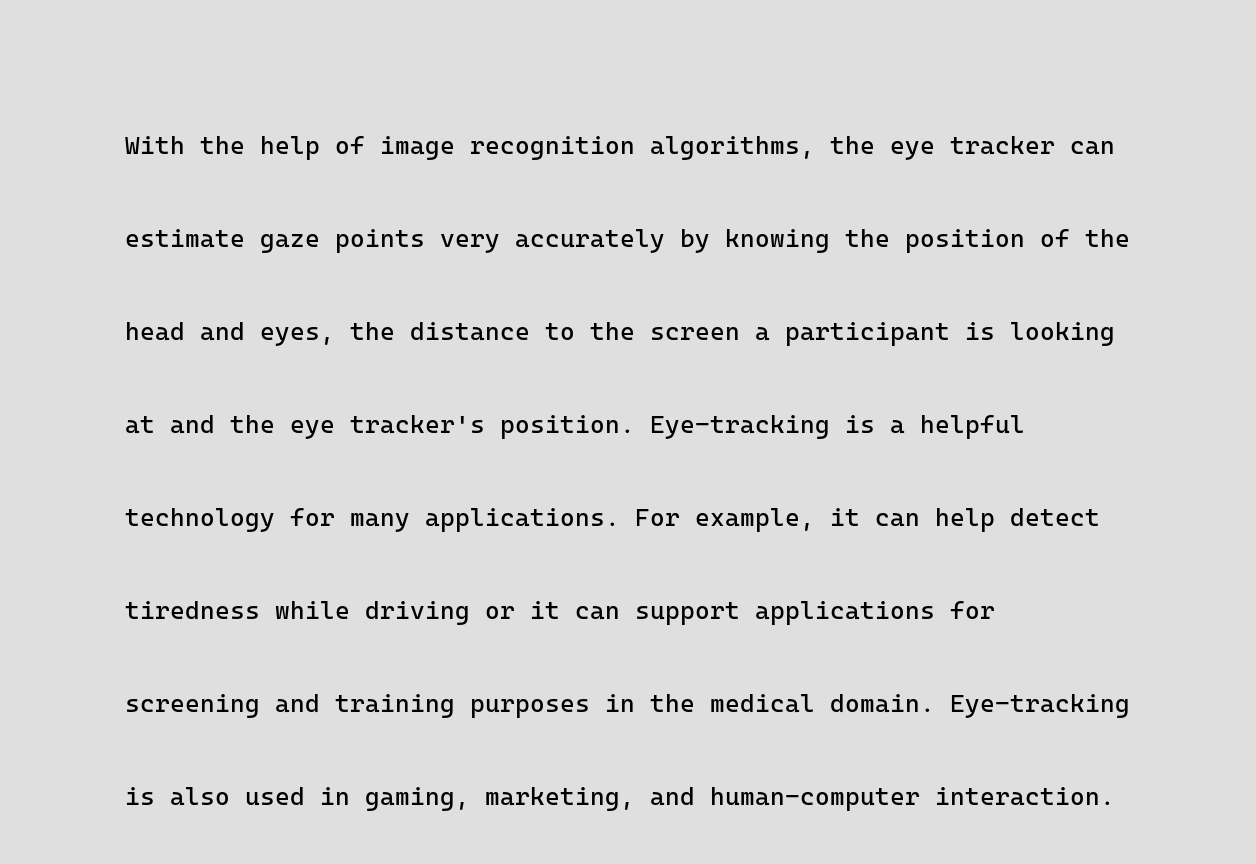 With the help of image recognition algorithms, the eye tracker can
estimate gaze points very accurately by knowing the position of the
head and eyes, the distance to the screen a participant is looking
at and the eye tracker's position. Eye-tracking is a helpful
technology for many applications. For example, it can help detect
tiredness while driving or it can support applications for
screening and training purposes in the medical domain. Eye-tracking
is also used in gaming, marketing, and human-computer interaction.